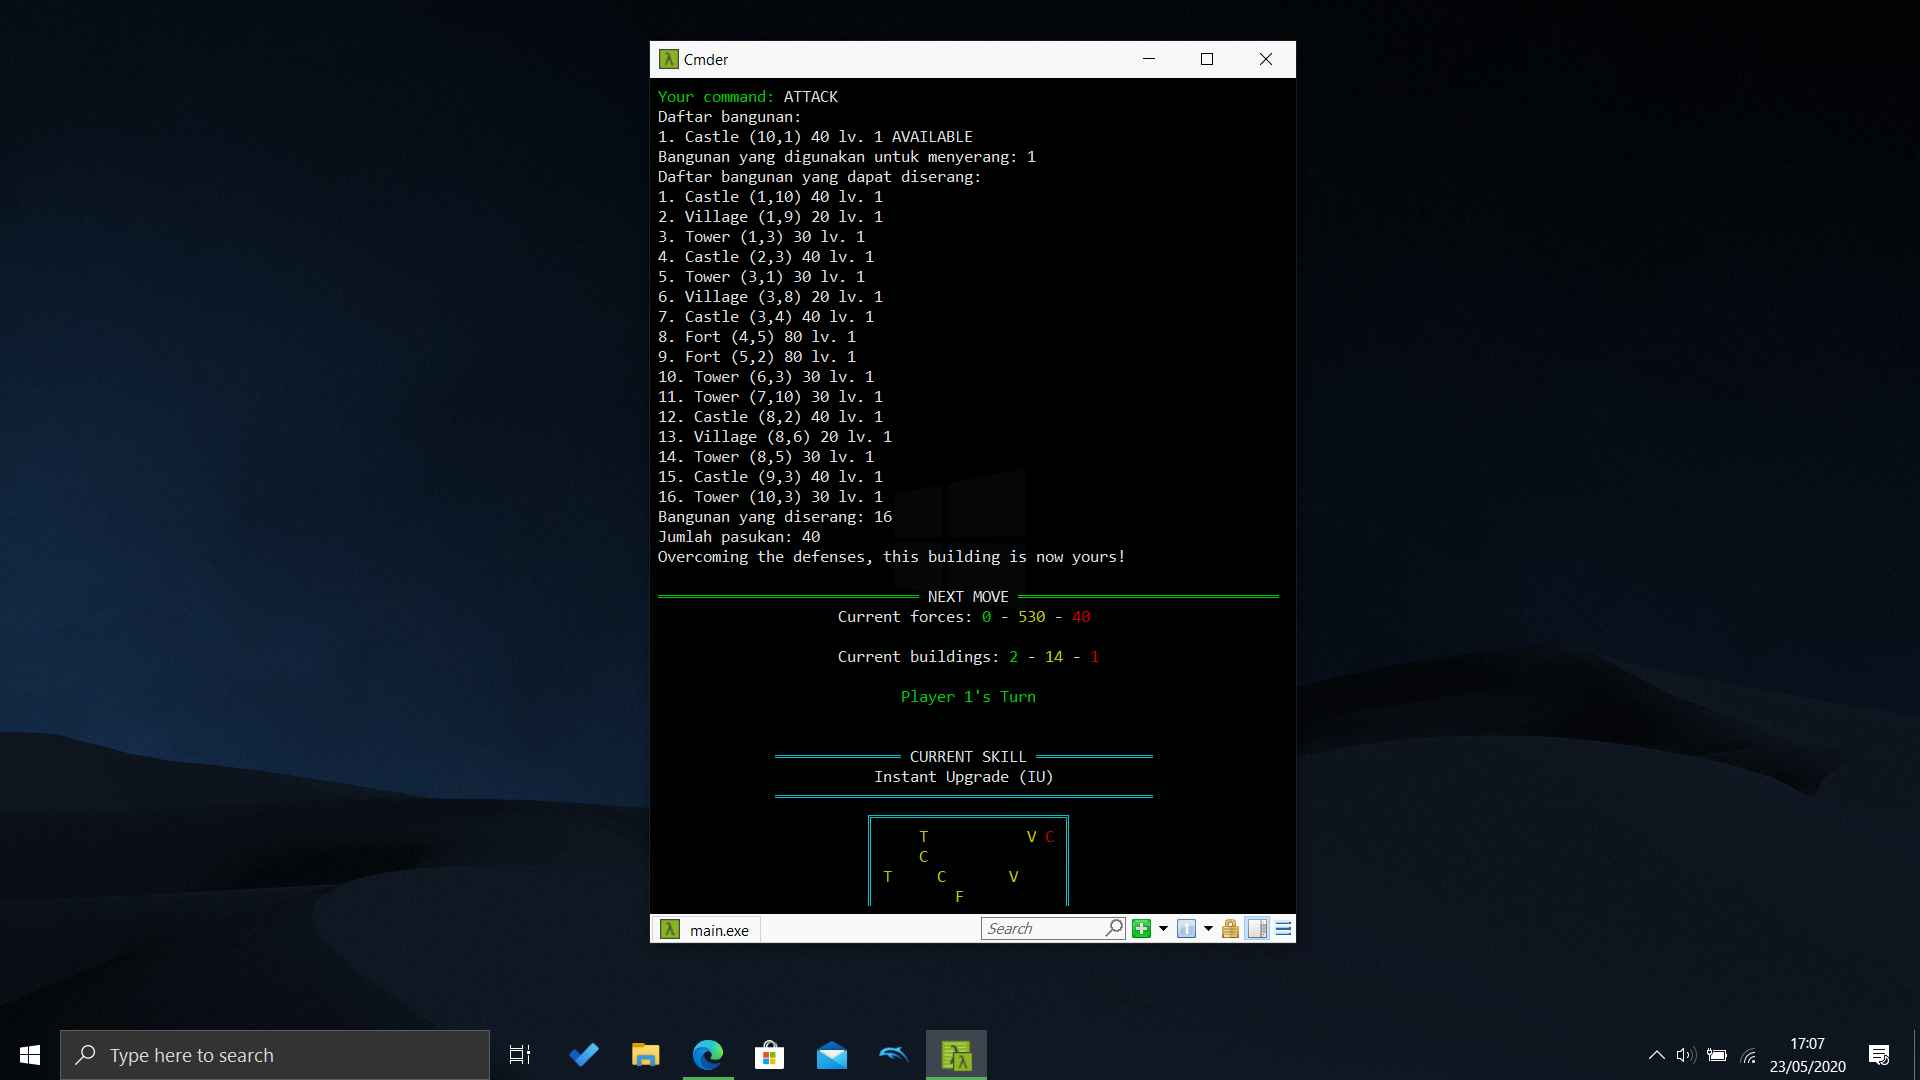 Cmder
Your command: ATTACK
Daftar bangunan:
1. Castle (10,1) 40 lv. 1 AVAILABLE
Bangunan yang digunakan untuk menyerang: 1
Daftar bangunan yang dapat diserang:
1. Castle (1,10) 40 lv. 1
2. Village (1,9) 20 lv. 1
3. Tower (1,3) 30 lv. 1
4. Castle (2,3) 40 lv. 1
5. Tower (3,1) 30 lv. 1
6. Village (3,8) 20 lv. 1
7. Castle (3,4) 40 lv. 1
8. Fort (4,5) 80 lv. 1
9. Fort (5,2) 80 lv. 1
10. Tower (6,3) 30 lv. 1
11. Tower (7,10) 30 lv. 1
12. Castle (8,2) 40 lv. 1
13. Village (8,6) 20 lv. 1
14. Tower (8,5) 30 lv. 1
15. Castle (9,3) 40 lv. 1
16. Tower (10,3) 30 lv. 1
Bangunan yang diserang: 16
Jumlah pasukan: 40
Overcoming the defenses, this building is now yours!
NEXT MOVE
Current forces: 0 - 530 - 40
Current buildings: 2 - 14 - 1
Player 1's Turn
CURRENT SKILL
Instant Upgrade (IU)
T V C
C
T C V
F
main.exe
Search
Type here to search
17:07
23/05/2020